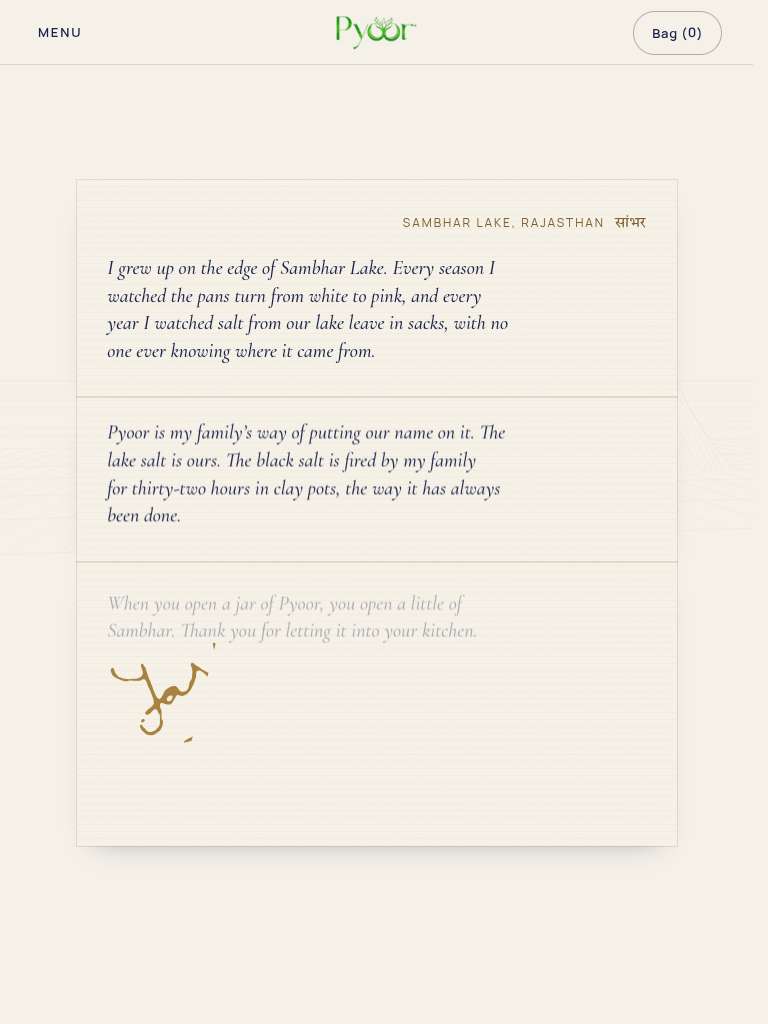 MENU
Pyoor
Bag (0)
SAMBHAR LAKE, RAJASTHAN सांभर
I grew up on the edge of Sambhar Lake. Every season I
watched the pans turn from white to pink, and every
year I watched salt from our lake leave in sacks, with no
one ever knowing where it came from.
Pyoor is my family’s way of putting our name on it. The
lake salt is ours. The black salt is fired by my family
for thirty-two hours in clay pots, the way it has always
been done.
When you open a jar of Pyoor, you open a little of
Sambhar. Thank you for letting it into your kitchen.